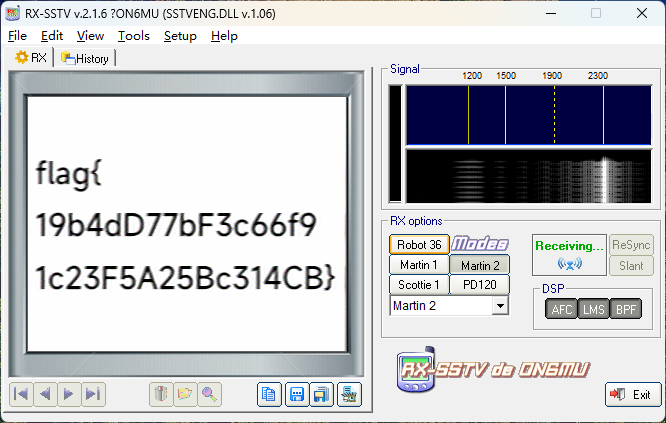 RX-SSTV v.2.1.6 ?ON6MU (SSTVENG.DLL v.1.06)
File Edit View Tools Setup Help
RX History
flag{
19b4dD77bF3c66f9
1c23F5A25Bc314CB}
Signal
1200 1500 1900 2300
RX options
Robot 36 Modes
Martin 1 Martin 2
Scottie 1 PD120
Martin 2
Receiving...
ReSync
Slant
DSP
AFC LMS BPF
RX-SSTV de ON6MU
Exit